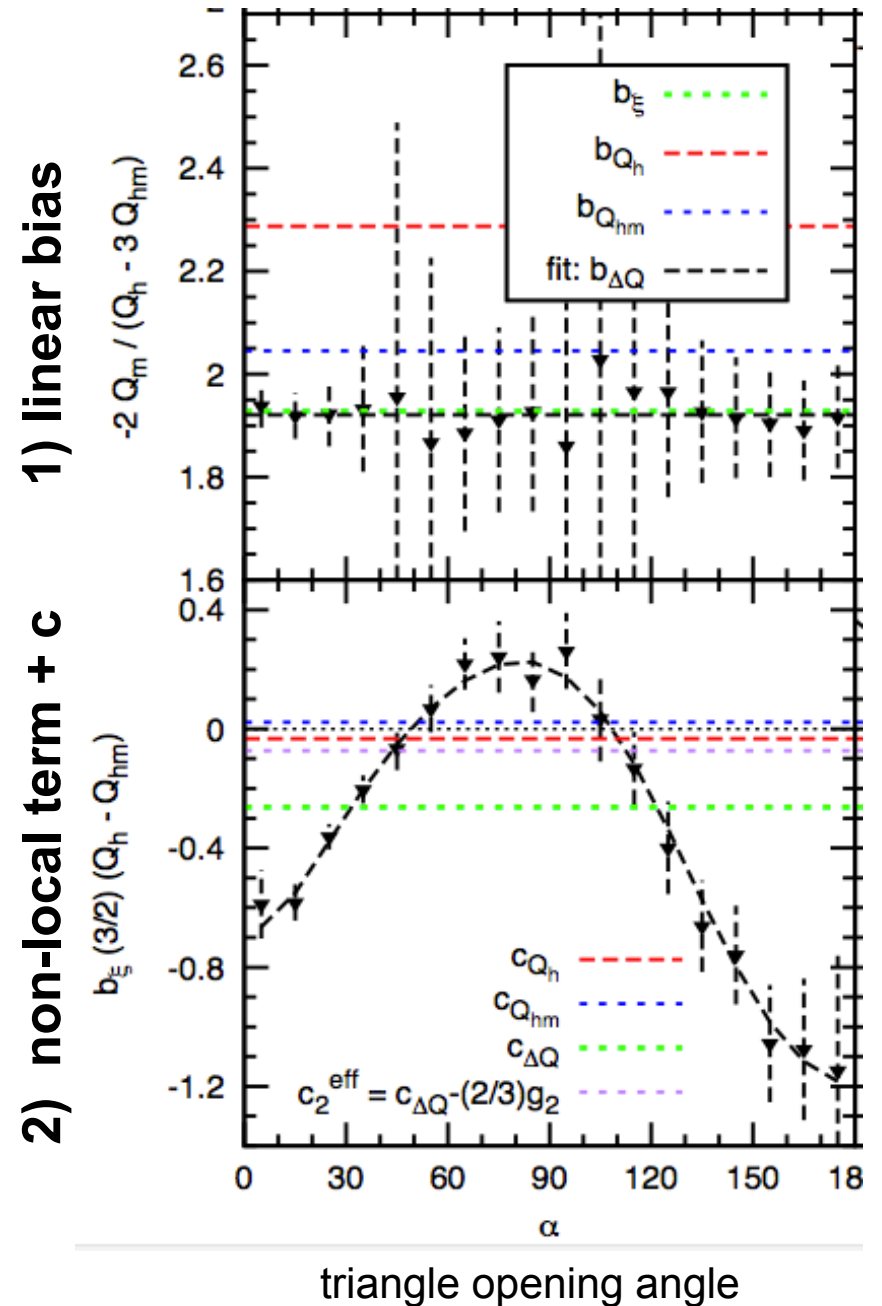 1) linear bias
-2 Q_m / (Q_h - 3 Q_hm)
2.6
2.4
2.2
2
1.8
1.6
b_ξ
b_Q_h
b_Q_hm
fit: b_ΔQ
2) non-local term + c
b_ξ (3/2) (Q_h - Q_hm)
0.4
0
-0.4
-0.8
-1.2
c_Q_h
c_Q_hm
c_ΔQ
c_2^eff = c_ΔQ-(2/3)g_2
0 30 60 90 120 150 18
α
triangle opening angle